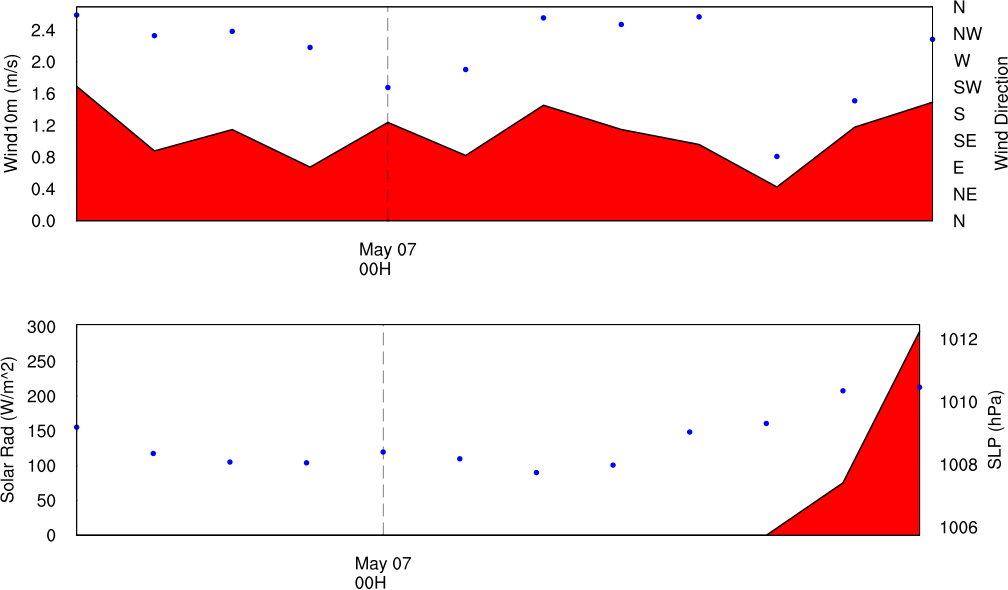 Wind10m (m/s)
2.4
2.0
1.6
1.2
0.8
0.4
0.0
N
NW
W
SW
S
SE
E
NE
N
Wind Direction
May 07
00H
Solar Rad (W/m^2)
300
250
200
150
100
50
0
1012
1010
1008
1006
SLP (hPa)
May 07
00H